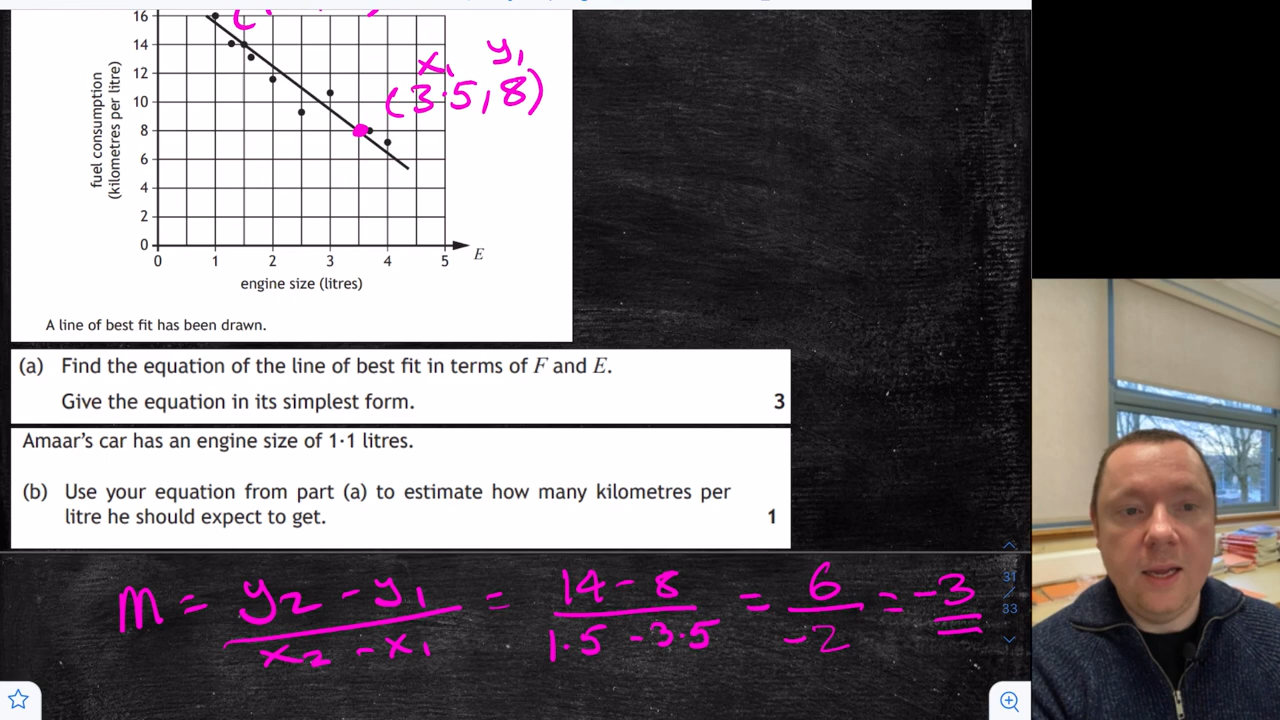 16
14
12
10
8
6
4
2
0
fuel consumption
(kilometres per litre)
0 1 2 3 4 5
E
engine size (litres)
x₁ y₁
(3·5, 8)
A line of best fit has been drawn.
(a) Find the equation of the line of best fit in terms of F and E.
Give the equation in its simplest form. 3
Amaar's car has an engine size of 1·1 litres.
(b) Use your equation from part (a) to estimate how many kilometres per
litre he should expect to get. 1
m = y₂ - y₁ / x₂ - x₁ = 14 - 8 / 1·5 - 3·5 = 6 / -2 = -3
31
/
33